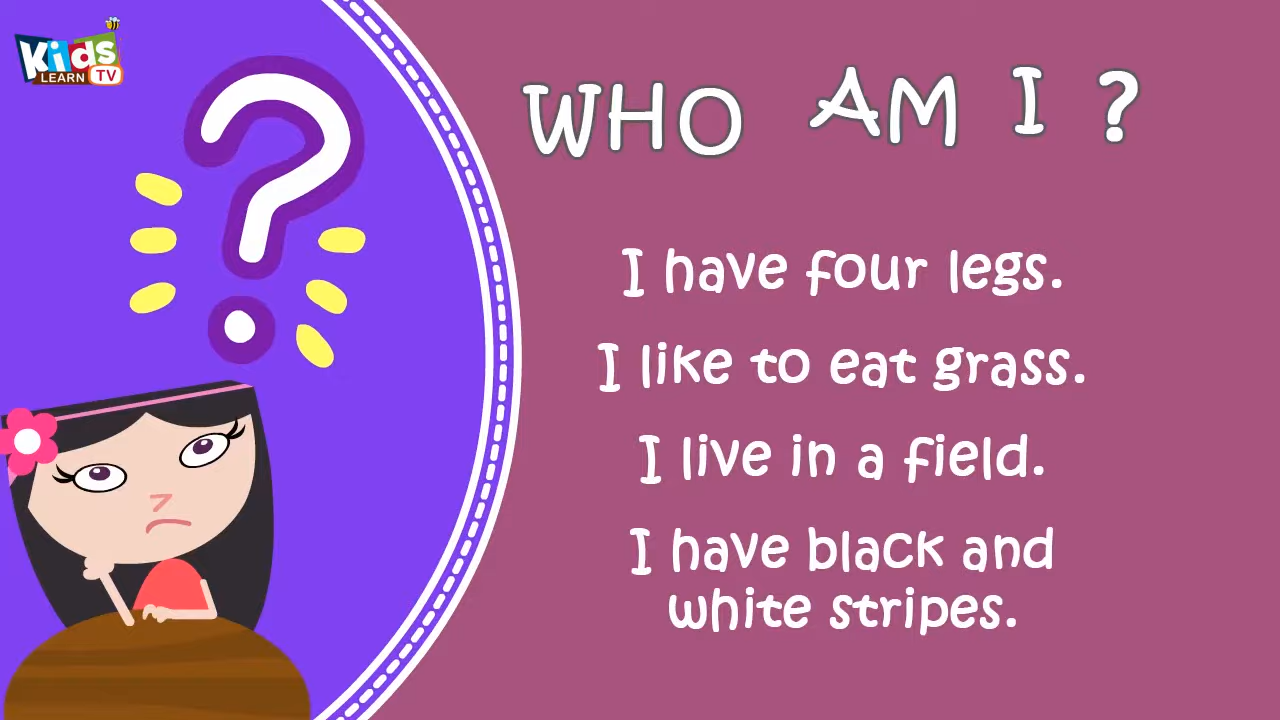 Kids
LEARN TV
WHO AM I ?
I have four legs.
I like to eat grass.
I live in a field.
I have black and
white stripes.